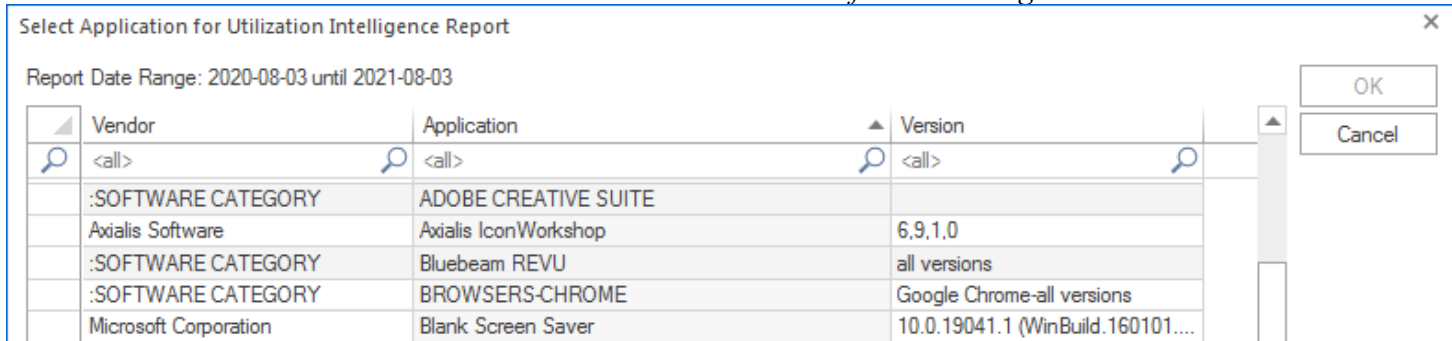 Select Application for Utilization Intelligence Report
Report Date Range: 2020-08-03 until 2021-08-03
OK
Cancel
Vendor Application Version
<all> <all> <all>
:SOFTWARE CATEGORY ADOBE CREATIVE SUITE
Axialis Software Axialis IconWorkshop 6,9,1,0
:SOFTWARE CATEGORY Bluebeam REVU all versions
:SOFTWARE CATEGORY BROWSERS-CHROME Google Chrome-all versions
Microsoft Corporation Blank Screen Saver 10.0.19041.1 (WinBuild.160101....